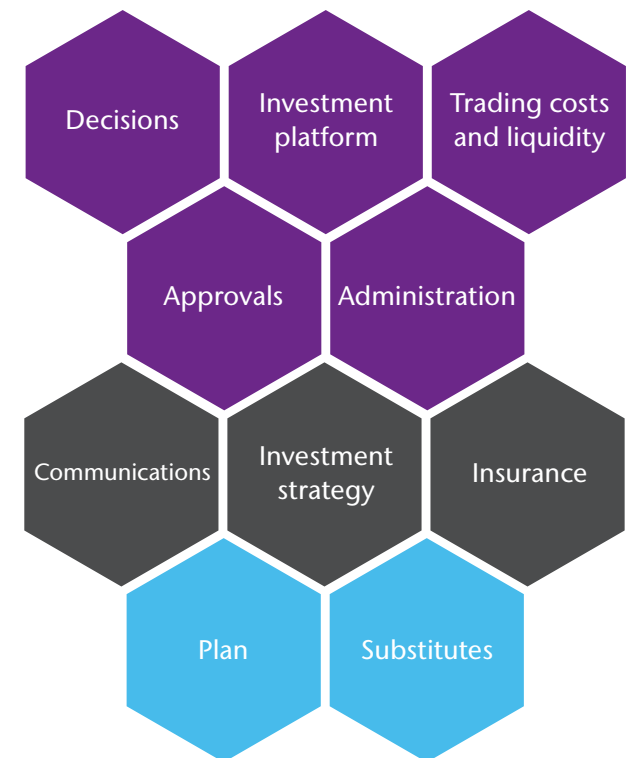 Decisions
Investment
platform
Trading costs
and liquidity
Approvals
Administration
Communications
Investment
strategy
Insurance
Plan
Substitutes